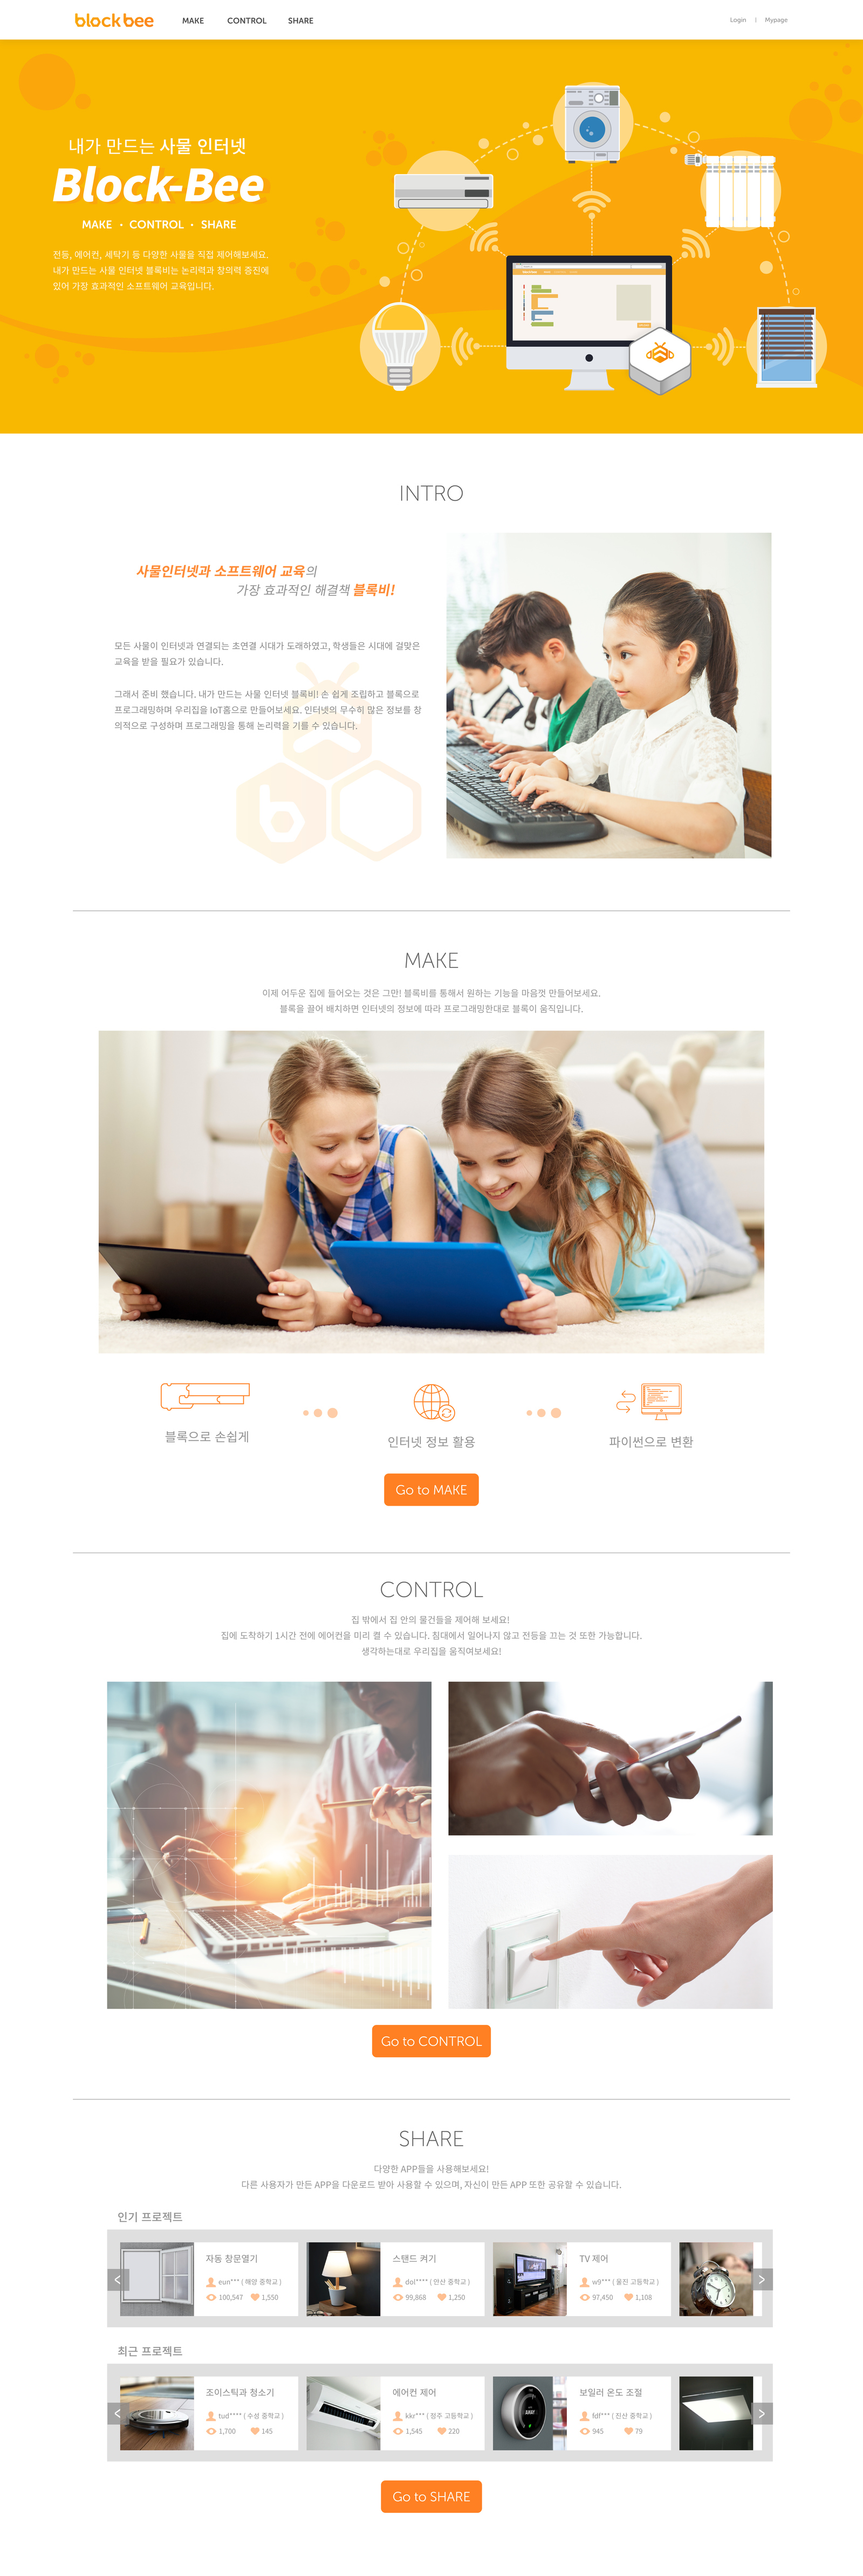 block bee
MAKE CONTROL SHARE
Login | Mypage
내가 만드는 사물 인터넷
Block-Bee
MAKE • CONTROL • SHARE
전등, 에어컨, 세탁기 등 다양한 사물을 직접 제어해보세요.
내가 만드는 사물 인터넷 블록비는 논리력과 창의력 증진에
있어 가장 효과적인 소프트웨어 교육입니다.
INTRO
사물인터넷과 소프트웨어 교육의
가장 효과적인 해결책 블록비!
모든 사물이 인터넷과 연결되는 초연결 시대가 도래하였고, 학생들은 시대에 걸맞은
교육을 받을 필요가 있습니다.
그래서 준비 했습니다. 내가 만드는 사물 인터넷 블록비! 손 쉽게 조립하고 블록으로
프로그래밍하며 우리집을 IoT홈으로 만들어보세요. 인터넷의 무수히 많은 정보를 창
의적으로 구성하며 프로그래밍을 통해 논리력을 기를 수 있습니다.
b
MAKE
이제 어두운 집에 들어오는 것은 그만! 블록비를 통해서 원하는 기능을 마음껏 만들어보세요.
블록을 끌어 배치하면 인터넷의 정보에 따라 프로그래밍한대로 블록이 움직입니다.
블록으로 손쉽게
인터넷 정보 활용
파이썬으로 변환
Go to MAKE
CONTROL
집 밖에서 집 안의 물건들을 제어해 보세요!
집에 도착하기 1시간 전에 에어컨을 미리 켤 수 있습니다. 침대에서 일어나지 않고 전등을 끄는 것 또한 가능합니다.
생각하는대로 우리집을 움직여보세요!
Go to CONTROL
SHARE
다양한 APP들을 사용해보세요!
다른 사용자가 만든 APP을 다운로드 받아 사용할 수 있으며, 자신이 만든 APP 또한 공유할 수 있습니다.
인기 프로젝트
자동 창문열기
eun*** ( 해양 중학교 )
100,547 1,550
스탠드 켜기
dol**** ( 안산 중학교 )
99,868 1,250
TV 제어
w9*** ( 울진 고등학교 )
97,450 1,108
최근 프로젝트
조이스틱과 청소기
tud**** ( 수성 중학교 )
1,700 145
에어컨 제어
kkr*** ( 정주 고등학교 )
1,545 220
보일러 온도 조절
fdf*** ( 진산 중학교 )
945 79
Go to SHARE